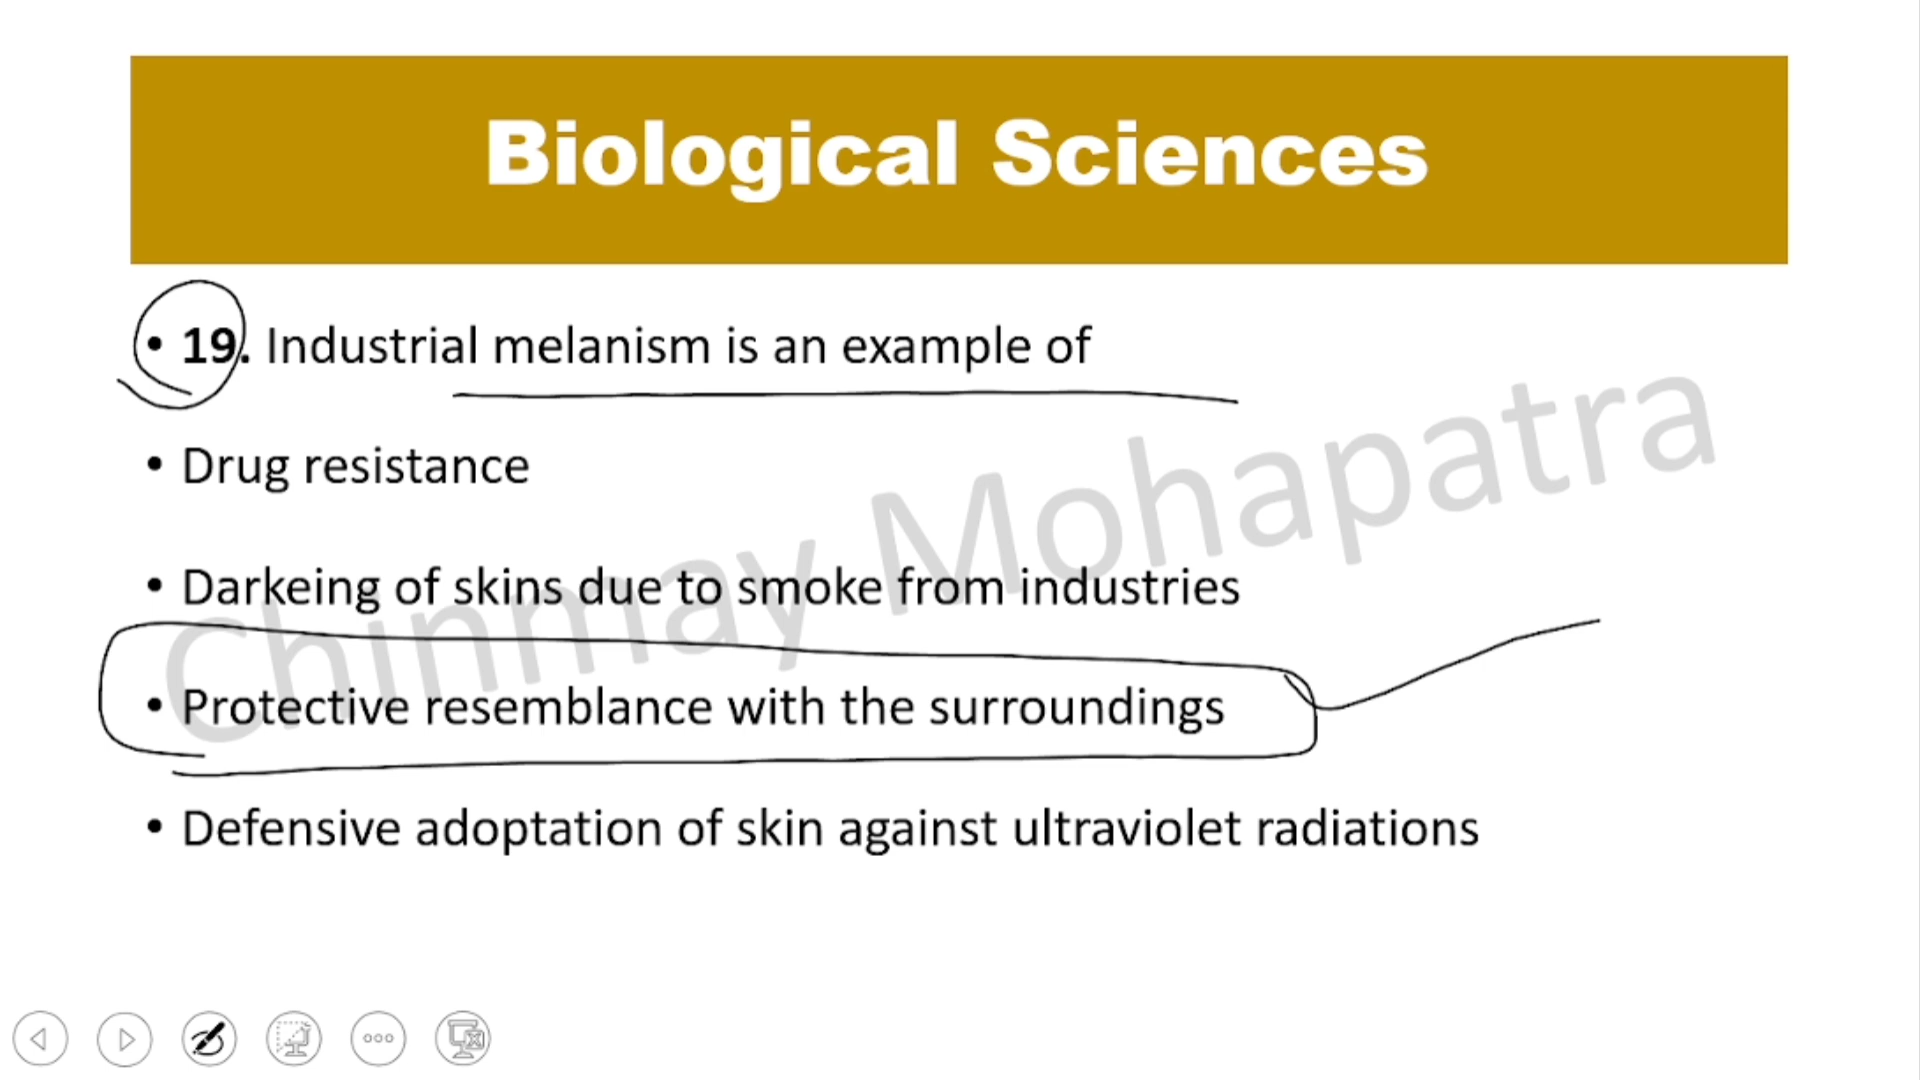 Biological Sciences
• 19. Industrial melanism is an example of
• Drug resistance
• Darkeing of skins due to smoke from industries
• Protective resemblance with the surroundings
• Defensive adoptation of skin against ultraviolet radiations
Chinmay Mohapatra